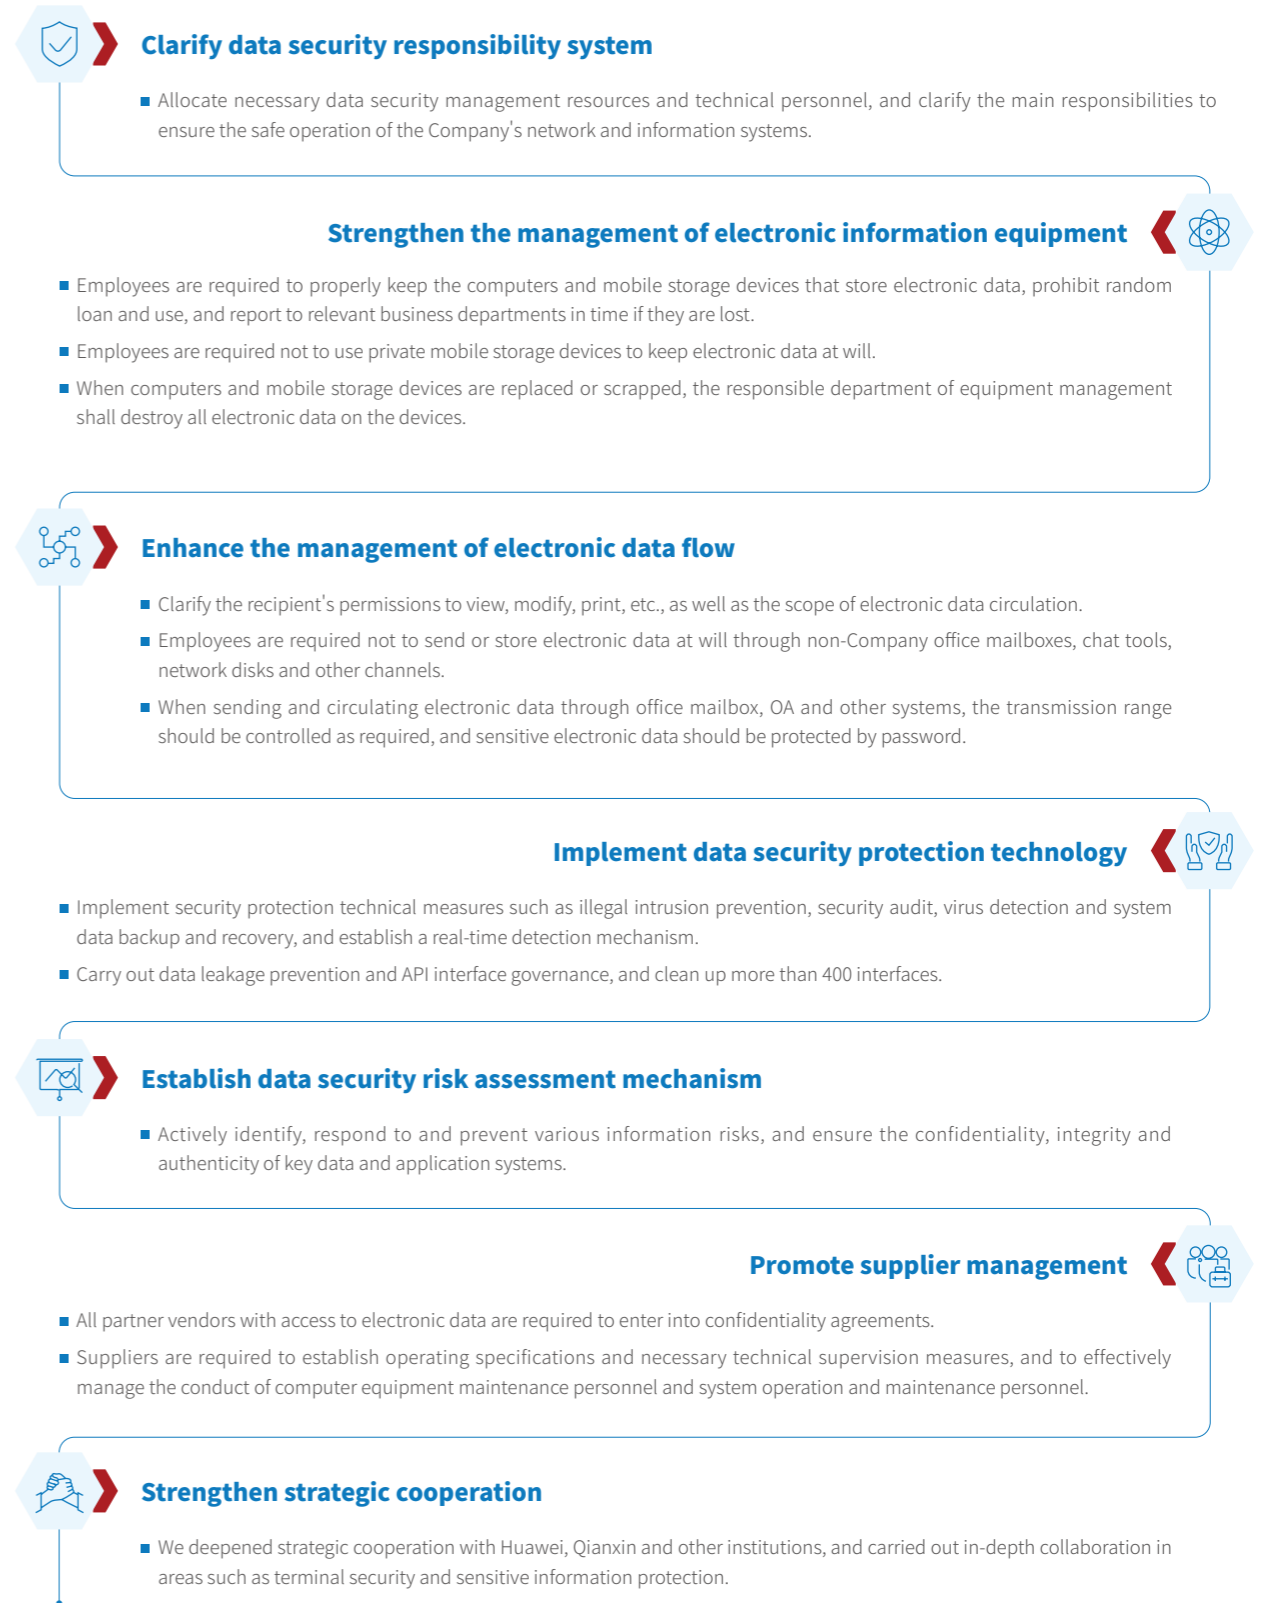 Clarify data security responsibility system
■ Allocate necessary data security management resources and technical personnel, and clarify the main responsibilities to
ensure the safe operation of the Company's network and information systems.
Strengthen the management of electronic information equipment
■ Employees are required to properly keep the computers and mobile storage devices that store electronic data, prohibit random
loan and use, and report to relevant business departments in time if they are lost.
■ Employees are required not to use private mobile storage devices to keep electronic data at will.
■ When computers and mobile storage devices are replaced or scrapped, the responsible department of equipment management
shall destroy all electronic data on the devices.
Enhance the management of electronic data flow
■ Clarify the recipient's permissions to view, modify, print, etc., as well as the scope of electronic data circulation.
■ Employees are required not to send or store electronic data at will through non-Company office mailboxes, chat tools,
network disks and other channels.
■ When sending and circulating electronic data through office mailbox, OA and other systems, the transmission range
should be controlled as required, and sensitive electronic data should be protected by password.
Implement data security protection technology
■ Implement security protection technical measures such as illegal intrusion prevention, security audit, virus detection and system
data backup and recovery, and establish a real-time detection mechanism.
■ Carry out data leakage prevention and API interface governance, and clean up more than 400 interfaces.
Establish data security risk assessment mechanism
■ Actively identify, respond to and prevent various information risks, and ensure the confidentiality, integrity and
authenticity of key data and application systems.
Promote supplier management
■ All partner vendors with access to electronic data are required to enter into confidentiality agreements.
■ Suppliers are required to establish operating specifications and necessary technical supervision measures, and to effectively
manage the conduct of computer equipment maintenance personnel and system operation and maintenance personnel.
Strengthen strategic cooperation
■ We deepened strategic cooperation with Huawei, Qianxin and other institutions, and carried out in-depth collaboration in
areas such as terminal security and sensitive information protection.